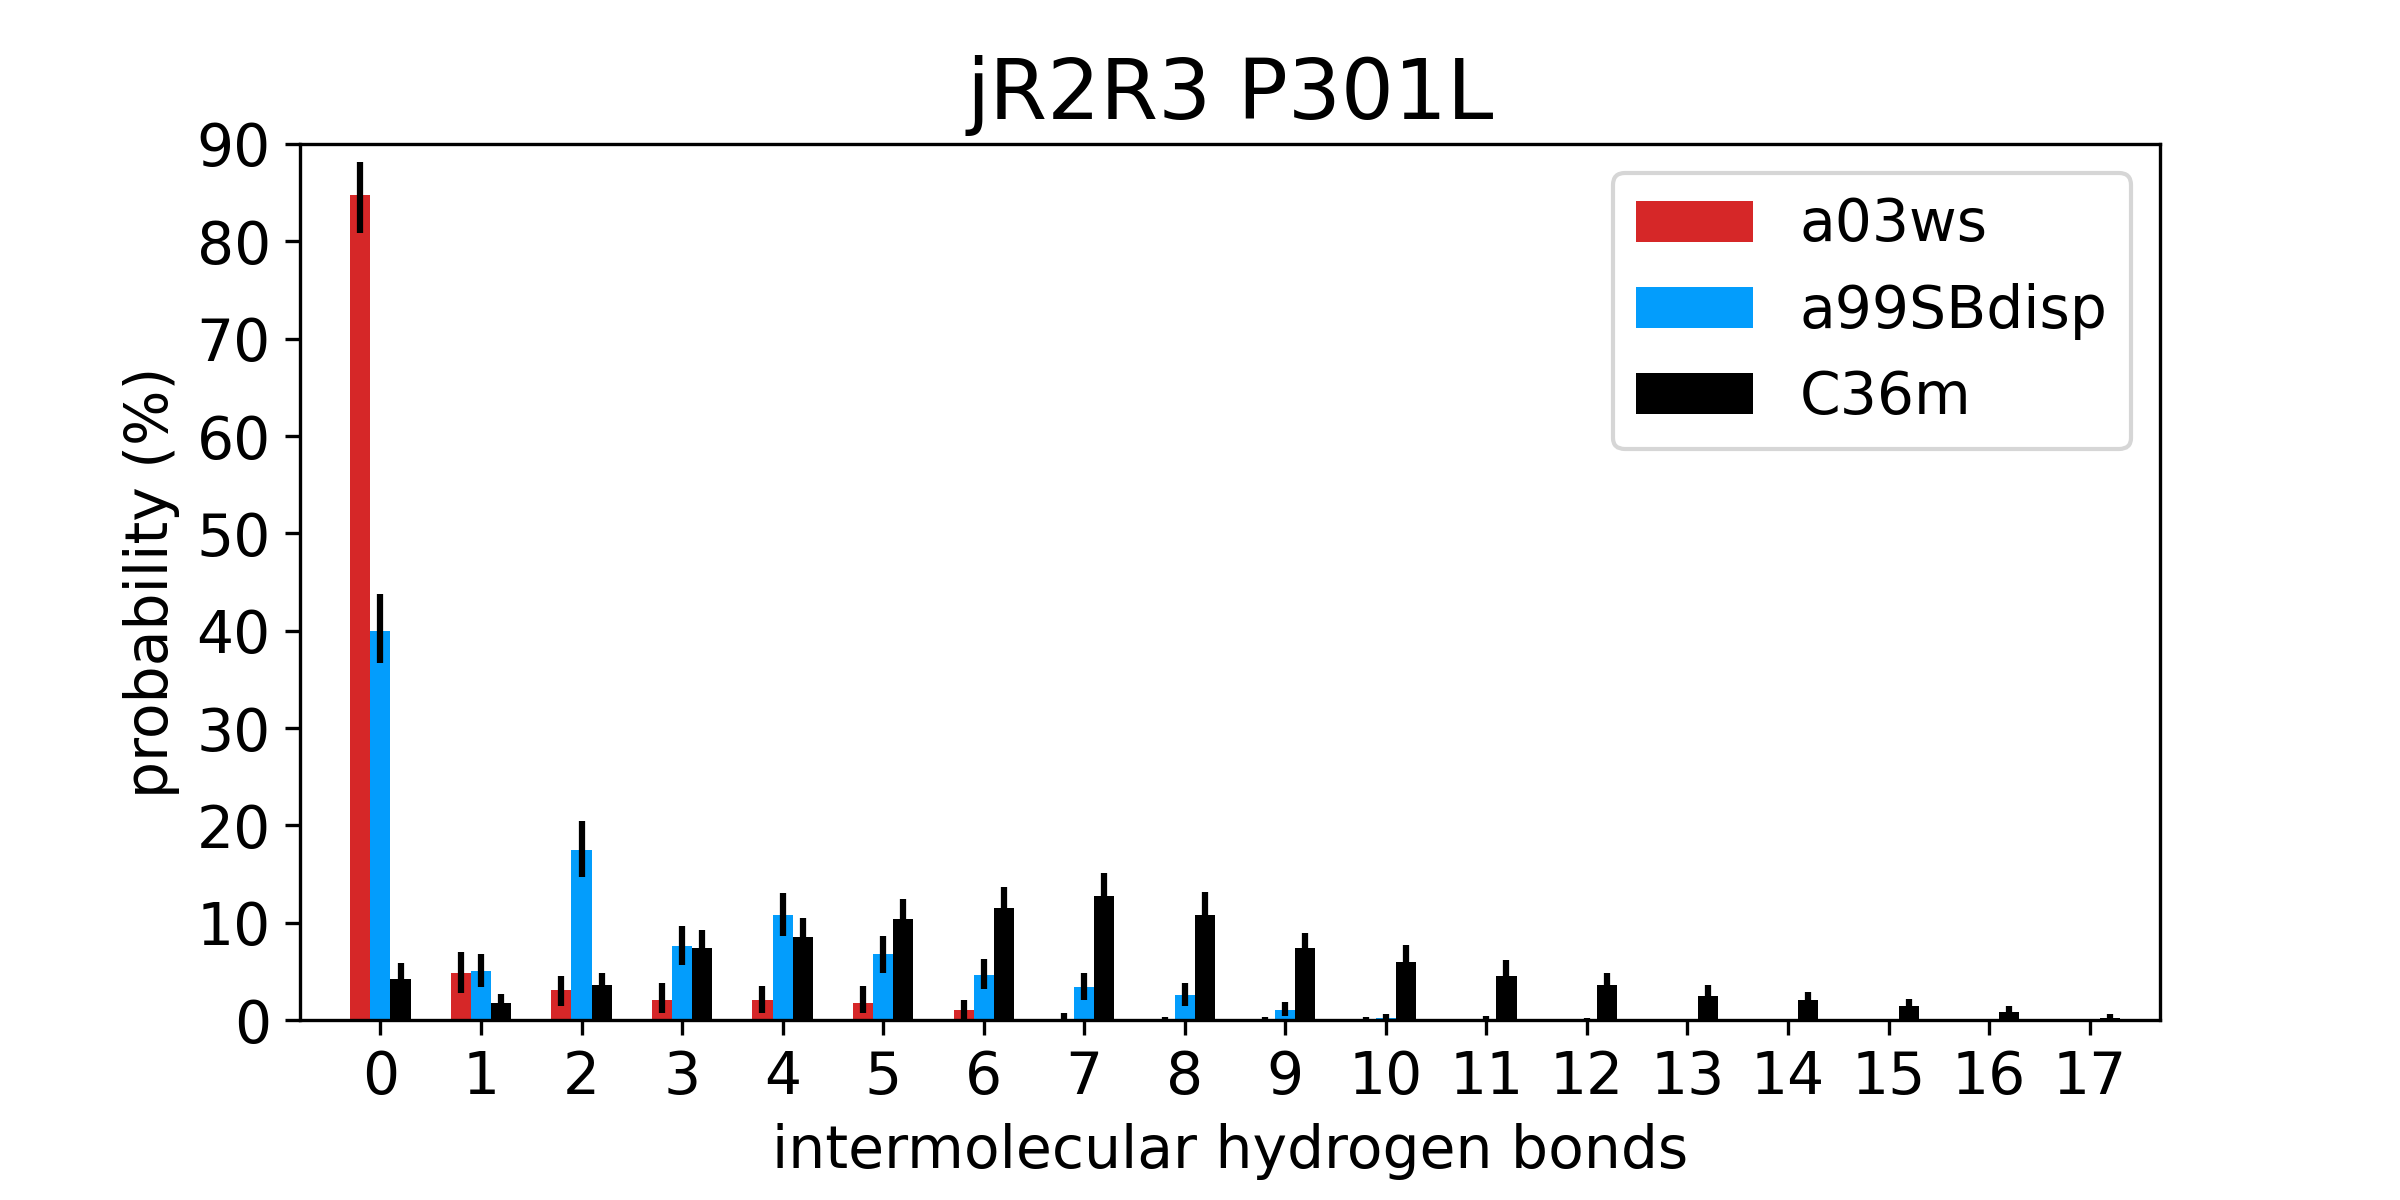 jR2R3 P301L
probability (%)
90
80
70
60
50
40
30
20
10
0
a03ws
a99SBdisp
C36m
0 1 2 3 4 5 6 7 8 9 10 11 12 13 14 15 16 17
intermolecular hydrogen bonds